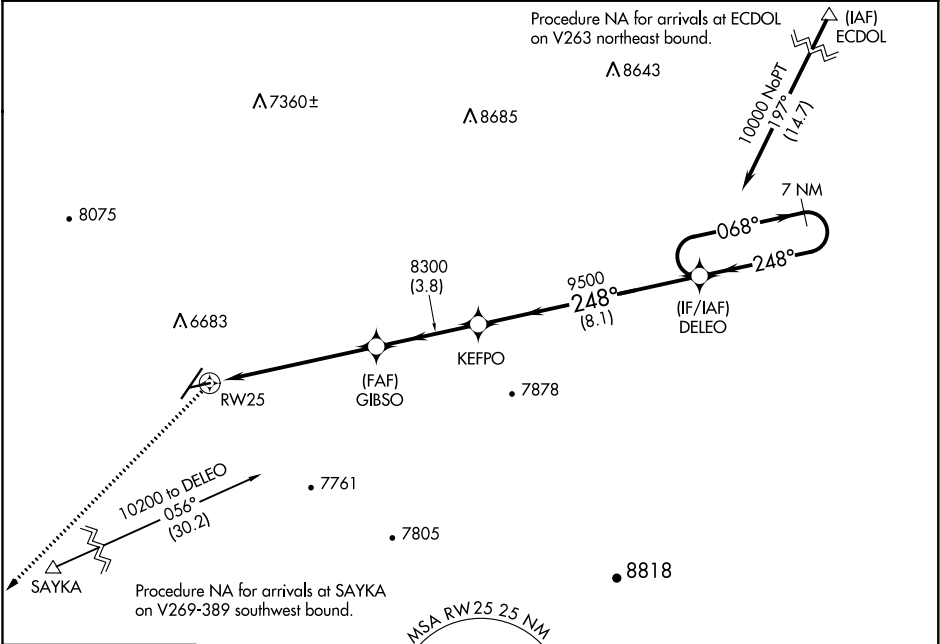 Procedure NA for arrivals at ECDOL
on V263 northeast bound.
(IAF)
ECDOL
8643
7360±
8685
10000 NoPT
197°
(14.7)
7 NM
8075
068°
248°
8300
(3.8)
9500
248°
(8.1)
(IF/IAF)
DELEO
6683
KEFPO
(FAF)
GIBSO
RW25
7878
7761
10200 to DELEO
056°
(30.2)
7805
SAYKA
8818
Procedure NA for arrivals at SAYKA
on V269-389 southwest bound.
MSA RW25 25 NM